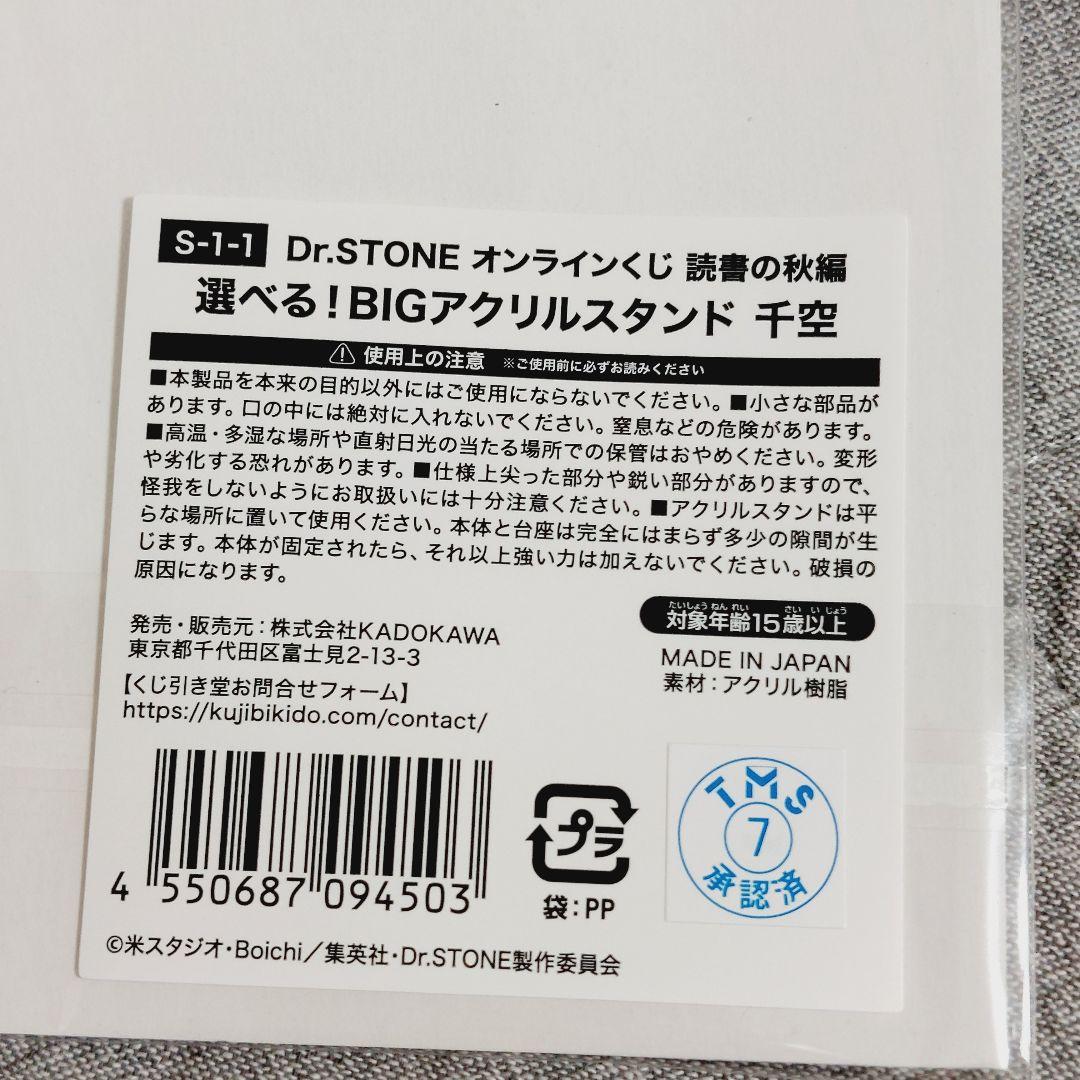 S-1-1 Dr.STONE オンラインくじ 読書の秋編
選べる！BIGアクリルスタンド 千空
⚠ 使用上の注意 ※ご使用前に必ずお読みください
■本製品を本来の目的以外にはご使用にならないでください。■小さな部品が
あります。口の中には絶対に入れないでください。窒息などの危険があります。
■高温・多湿な場所や直射日光の当たる場所での保管はおやめください。変形
や劣化する恐れがあります。■仕様上尖った部分や鋭い部分がありますので、
怪我をしないようにお取扱いには十分注意ください。■アクリルスタンドは平
らな場所に置いて使用ください。本体と台座は完全にはまらず多少の隙間が生
じます。本体が固定されたら、それ以上強い力は加えないでください。破損の
原因になります。
たいしょうねんれい さいいじょう
対象年齢15歳以上
発売・販売元：株式会社KADOKAWA
東京都千代田区富士見2-13-3
MADE IN JAPAN
素材：アクリル樹脂
【くじ引き堂お問合せフォーム】
https://kujibikido.com/contact/
4 550687 094503
プラ
袋：PP
TMS
7
承認済
©米スタジオ・Boichi／集英社・Dr.STONE製作委員会